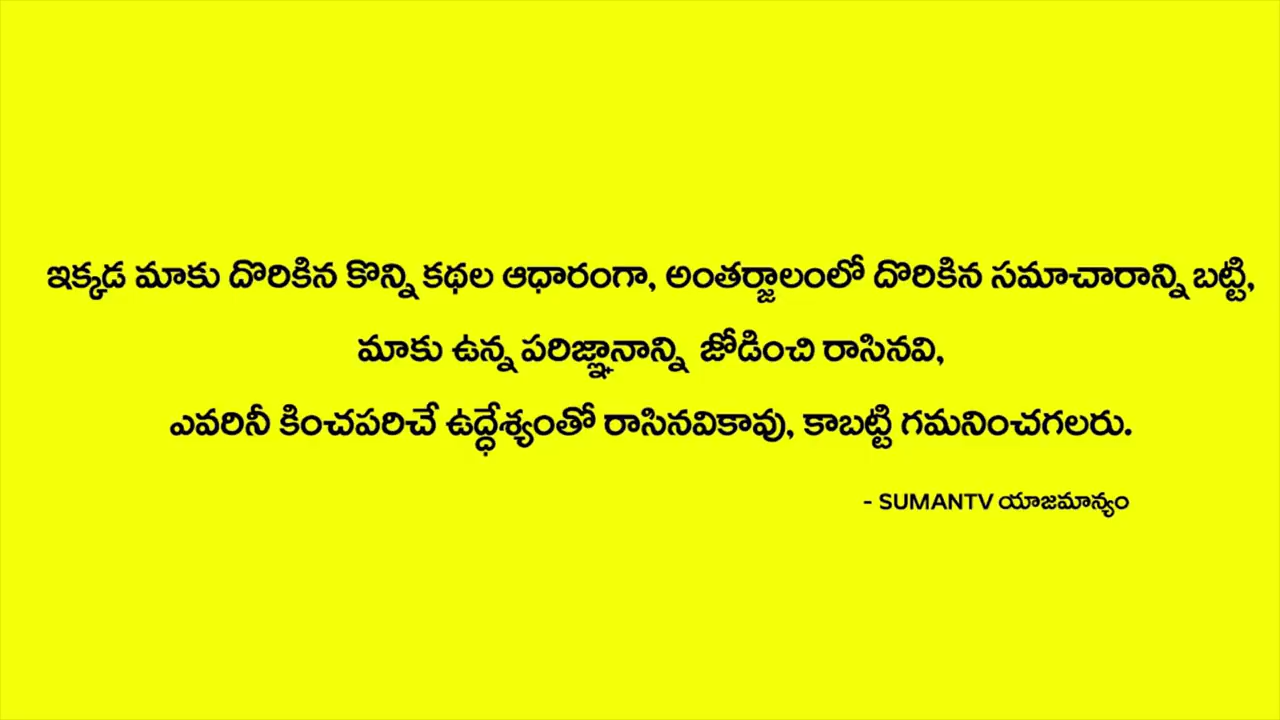 ఇక్కడ మాకు దొరికిన కొన్ని కథల ఆధారంగా, అంతర్జాలంలో దొరికిన సమాచారాన్ని బట్టి,
మాకు ఉన్న పరిజ్ఞానాన్ని జోడించి రాసినవి,
ఎవరినీ కించపరిచే ఉద్ధేశ్యంతో రాసినవికావు, కాబట్టి గమనించగలరు.
- SUMANTV యాజమాన్యం